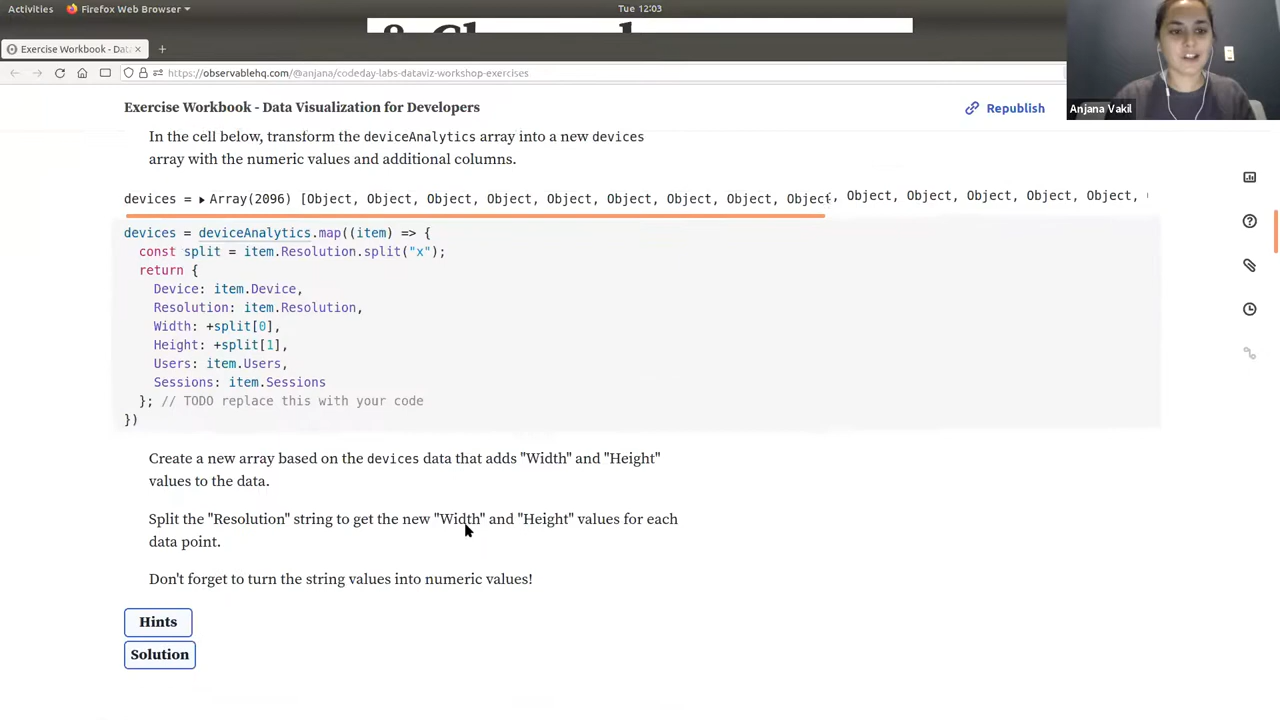 Activities Firefox Web Browser Tue 12:03
Exercise Workbook - Dat
https://observablehq.com/@anjana/codeday-labs-dataviz-workshop-exercises
Anjana Vakil
Exercise Workbook - Data Visualization for Developers
Republish
In the cell below, transform the deviceAnalytics array into a new devices
array with the numeric values and additional columns.
devices = ▸ Array(2096) [Object, Object, Object, Object, Object, Object, Object, Object, Object, Object, Object, Object, Object, Object,
devices = deviceAnalytics.map((item) => {
const split = item.Resolution.split("x");
return {
Device: item.Device,
Resolution: item.Resolution,
Width: +split[0],
Height: +split[1],
Users: item.Users,
Sessions: item.Sessions
}; // TODO replace this with your code
})
Create a new array based on the devices data that adds "Width" and "Height"
values to the data.
Split the "Resolution" string to get the new "Width" and "Height" values for each
data point.
Don't forget to turn the string values into numeric values!
Hints
Solution